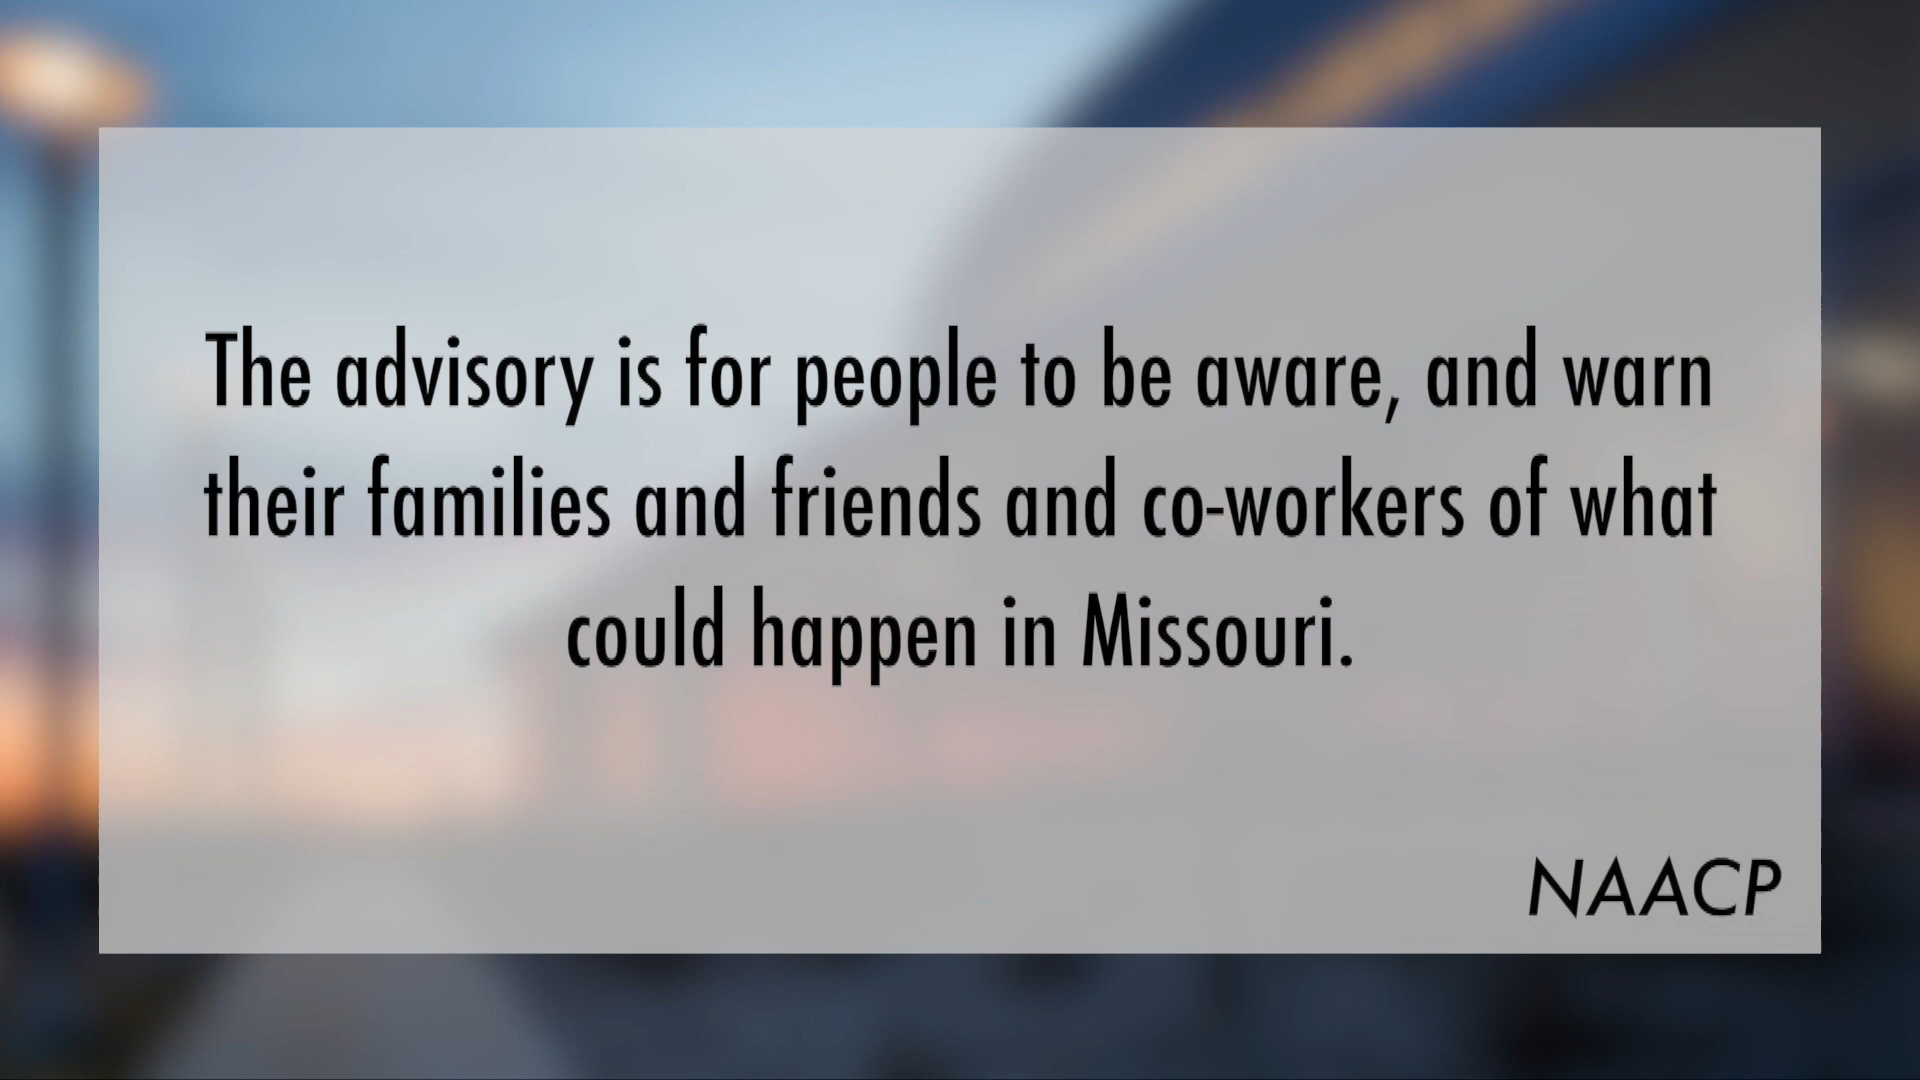 The advisory is for people to be aware, and warn
their families and friends and co-workers of what
could happen in Missouri.
NAACP